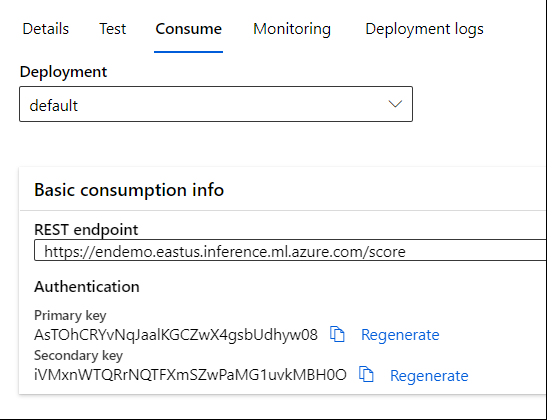 Details Test Consume Monitoring Deployment logs
Deployment
default
Basic consumption info
REST endpoint
https://endemo.eastus.inference.ml.azure.com/score
Authentication
Primary key
AsTOhCRYvNqJaalKGCZwX4gsbUdhyw08 Regenerate
Secondary key
iVMxnWTQRrNQTFXmSZwPaMG1uvkMBH0O Regenerate